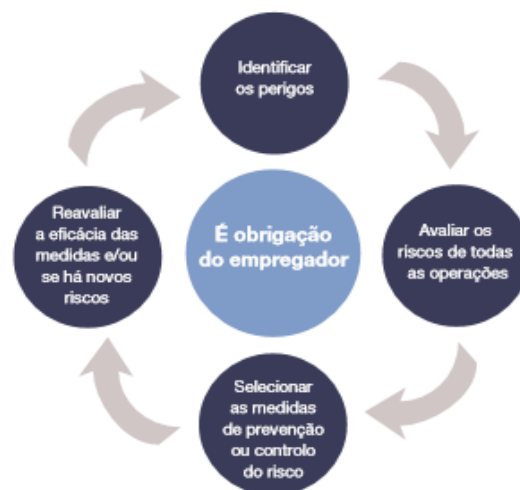 Identificar
os perigos
Avaliar os
riscos de todas
as operações
Selecionar
as medidas
de prevenção
ou controlo
do risco
Reavaliar
a eficácia das
medidas e/ou
se há novos
riscos
É obrigação
do empregador